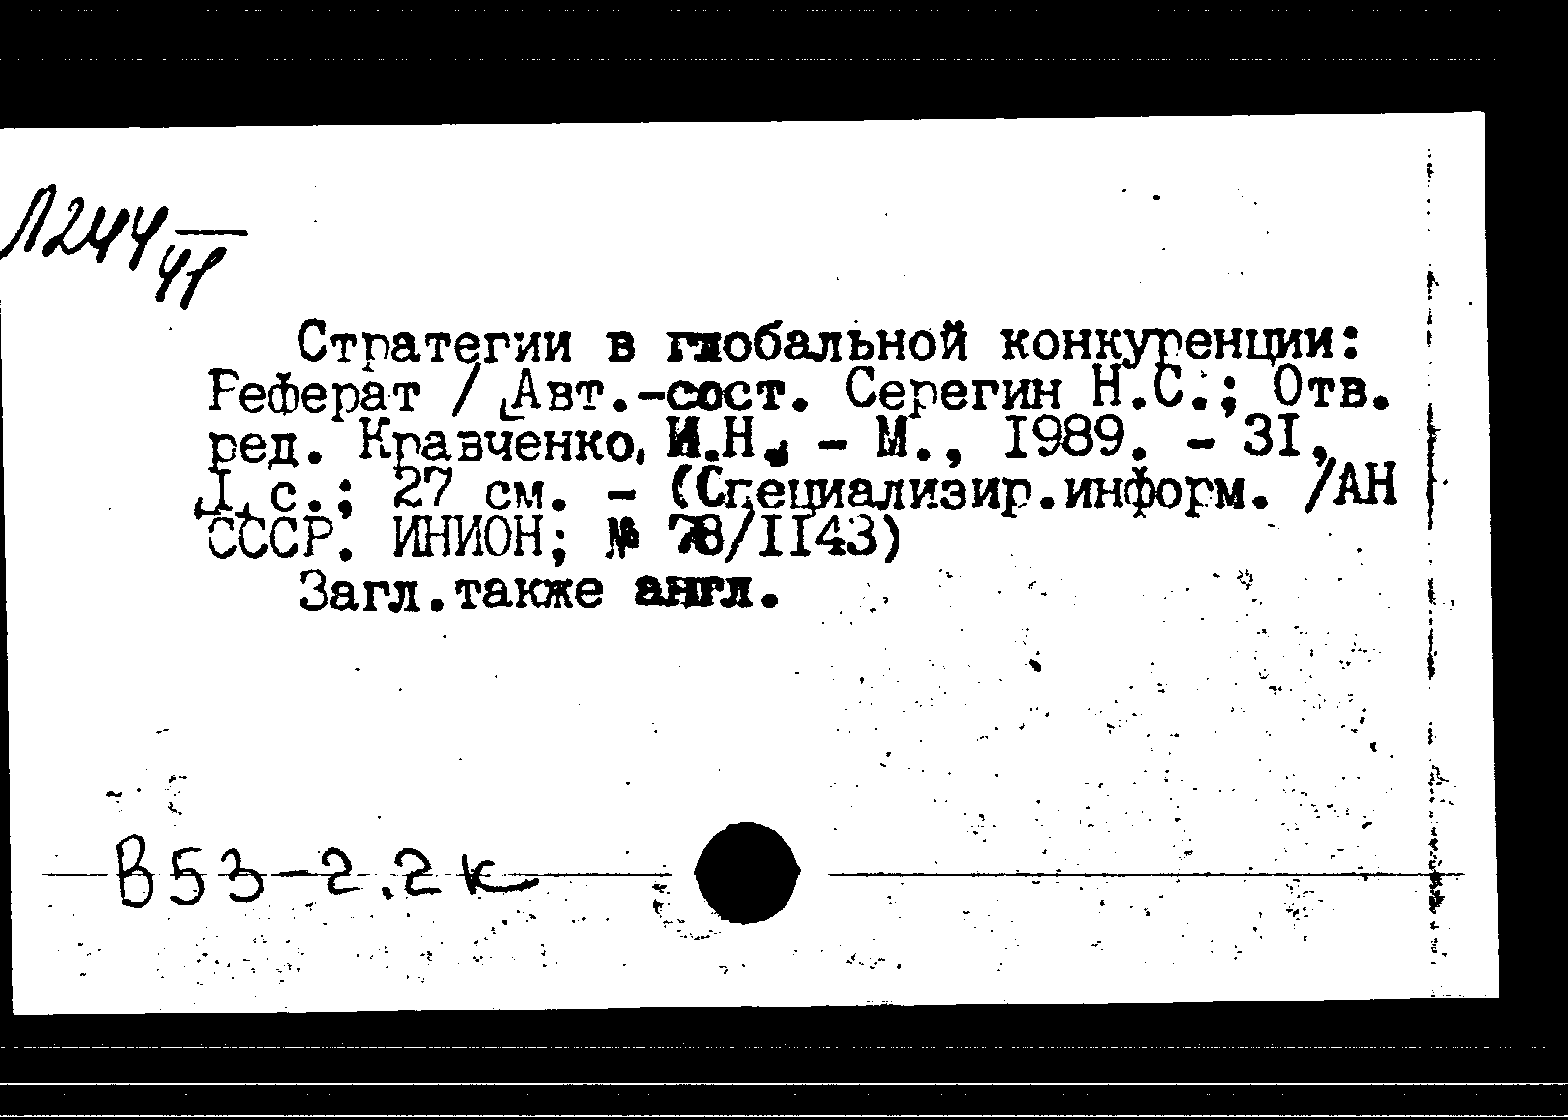 Л244
41
Стратегии в глобальной конкуренции:
Реферат / [Авт.-сост. Серегин Н.С.; Отв.
ред. Кравченко И.Н.] - М., 1989. - 31,
[1] с.; 27 см. - (Специализир.информ. /АН
СССР. ИНИОН; № 78/1143)
Загл.также англ.
В53-2.2к